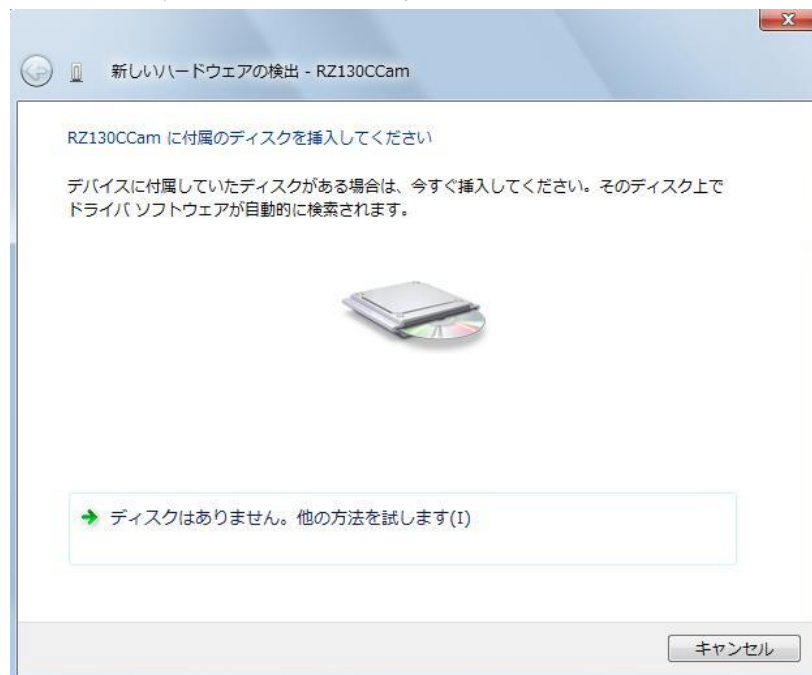 新しいハードウェアの検出 - RZ130CCam
RZ130CCam に付属のディスクを挿入してください
デバイスに付属していたディスクがある場合は、今すぐ挿入してください。そのディスク上で
ドライバ ソフトウェアが自動的に検索されます。
ディスクはありません。他の方法を試します(I)
キャンセル